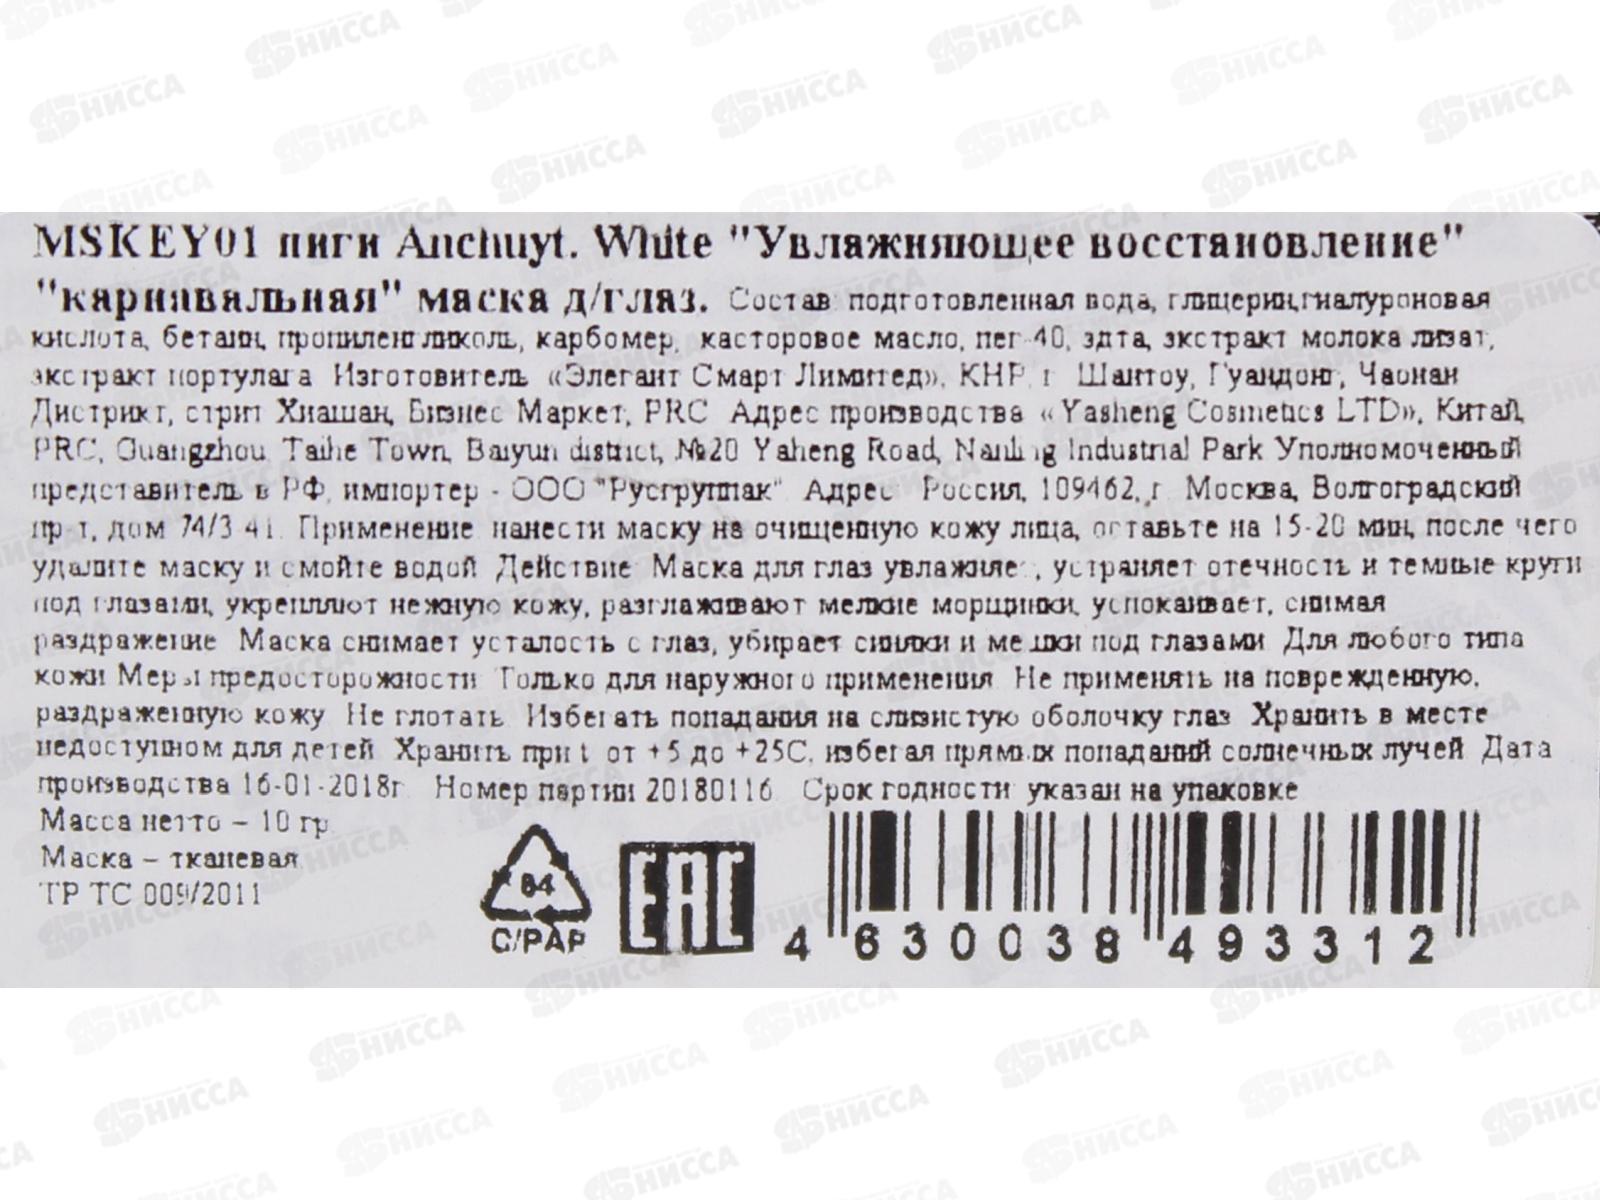 MSKEY01 пиги Anchuyt. White "Увлажняющее восстановление"
"карнавальная" маска д/глаз. Состав: подготовленная вода, глицерин, гиалуроновая
кислота, бетаин, пропиленгликоль, карбомер, касторовое масло, пег-40, эдта, экстракт молока лизат,
экстракт портулага Изготовитель «Элегант Смарт Лимитед», КНР, г. Шантоу, Гуандонг, Чаонан
Дистрикт, стрит Хиашан, Бизнес Маркет, PRC Адрес производства «Yasheng Cosmetics LTD», Китай,
PRC, Guangzhou, Taihe Town, Baiyun district, №20 Yaheng Road, Industrial Park Уполномоченный
представитель в РФ, импортер - ООО "Русгруппак" Адрес Россия, 109462, г. Москва, Волгоградский
пр-т, дом 74/3 Применение нанести маску на очищенную кожу лица, оставьте на 15-20 мин, после чего
удалите маску и смойте водой Действие Маска для глаз увлажняет, устраняет отечность и темные круги
под глазами, укрепляют нежную кожу, разглаживают мелкие морщинки, успокаивает, снимая
раздражение Маска снимает усталость с глаз, убирает синяки и мешки под глазами Для любого типа
кожи Меры предосторожности Только для наружного применения Не применять на поврежденную,
раздраженную кожу Не глотать Избегать попадания на слизистую оболочку глаз Хранить в месте
недоступном для детей Хранить при t от +5 до +25С, избегая прямых попаданий солнечных лучей Дата
производства 16-01-2018г Номер партии 20180116 Срок годности указан на упаковке
Масса нетто – 10 гр
Маска – тканевая
ТР ТС 009/2011
84
C/PAP
EAC
4 630038 493312